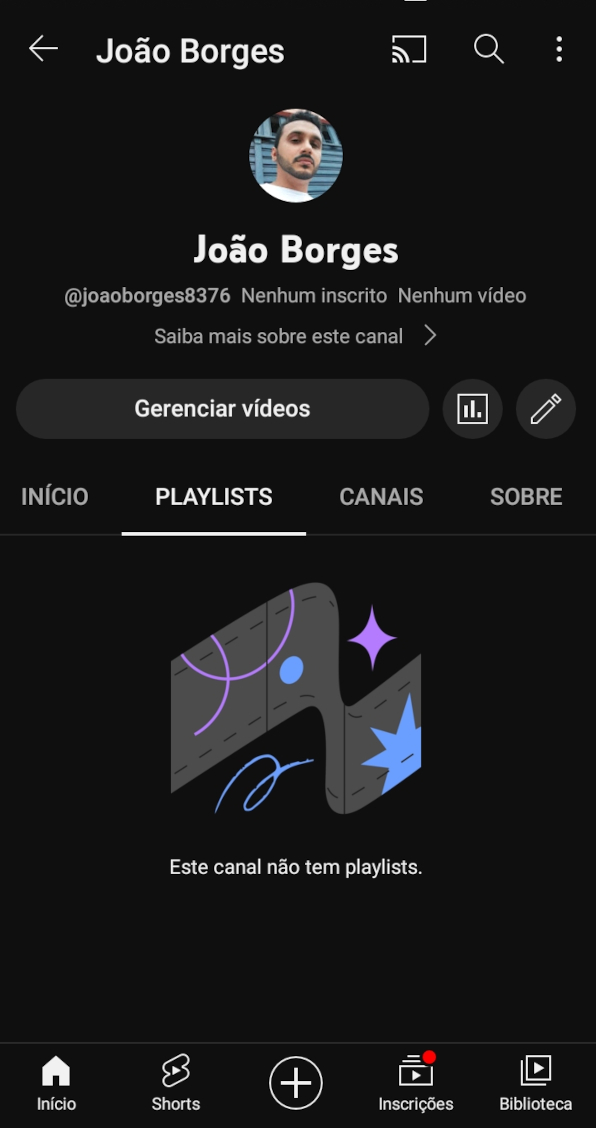 João Borges
João Borges
@joaoborges8376 Nenhum inscrito Nenhum vídeo
Saiba mais sobre este canal
Gerenciar vídeos
INÍCIO PLAYLISTS CANAIS SOBRE
Este canal não tem playlists.
Início Shorts Inscrições Biblioteca